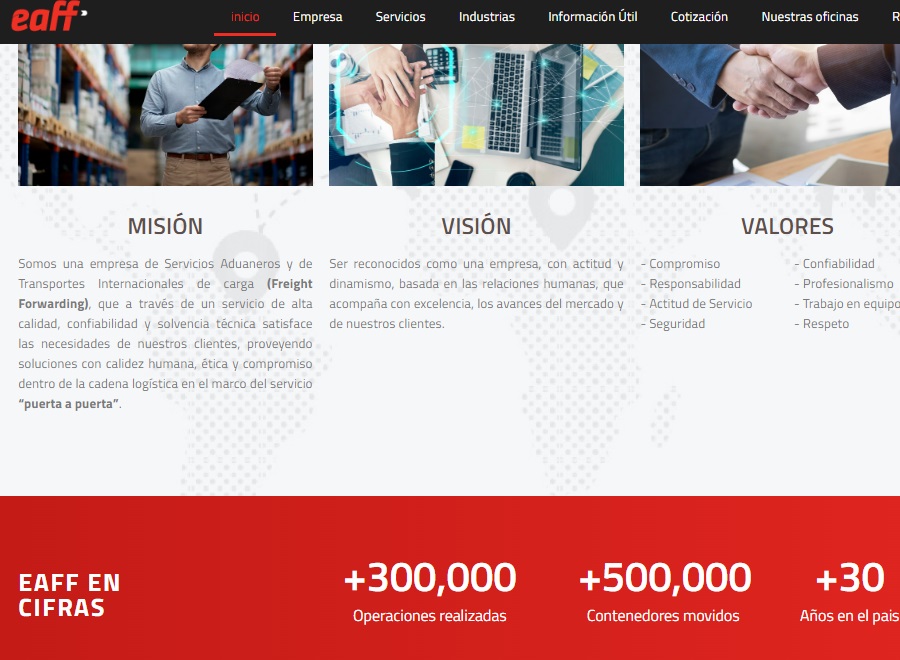 eaff
inicio Empresa Servicios Industrias Información Útil Cotización Nuestras oficinas R
MISIÓN
Somos una empresa de Servicios Aduaneros y de
Transportes Internacionales de carga (Freight
Forwarding), que a través de un servicio de alta
calidad, confiabilidad y solvencia técnica satisface
las necesidades de nuestros clientes, proveyendo
soluciones con calidez humana, ética y compromiso
dentro de la cadena logística en el marco del servicio
“puerta a puerta”.
VISIÓN
Ser reconocidos como una empresa, con actitud y
dinamismo, basada en las relaciones humanas, que
acompaña con excelencia, los avances del mercado y
de nuestros clientes.
VALORES
- Compromiso
- Responsabilidad
- Actitud de Servicio
- Seguridad
- Confiabilidad
- Profesionalismo
- Trabajo en equipo
- Respeto
EAFF EN
CIFRAS
+300,000
Operaciones realizadas
+500,000
Contenedores movidos
+30
Años en el pais